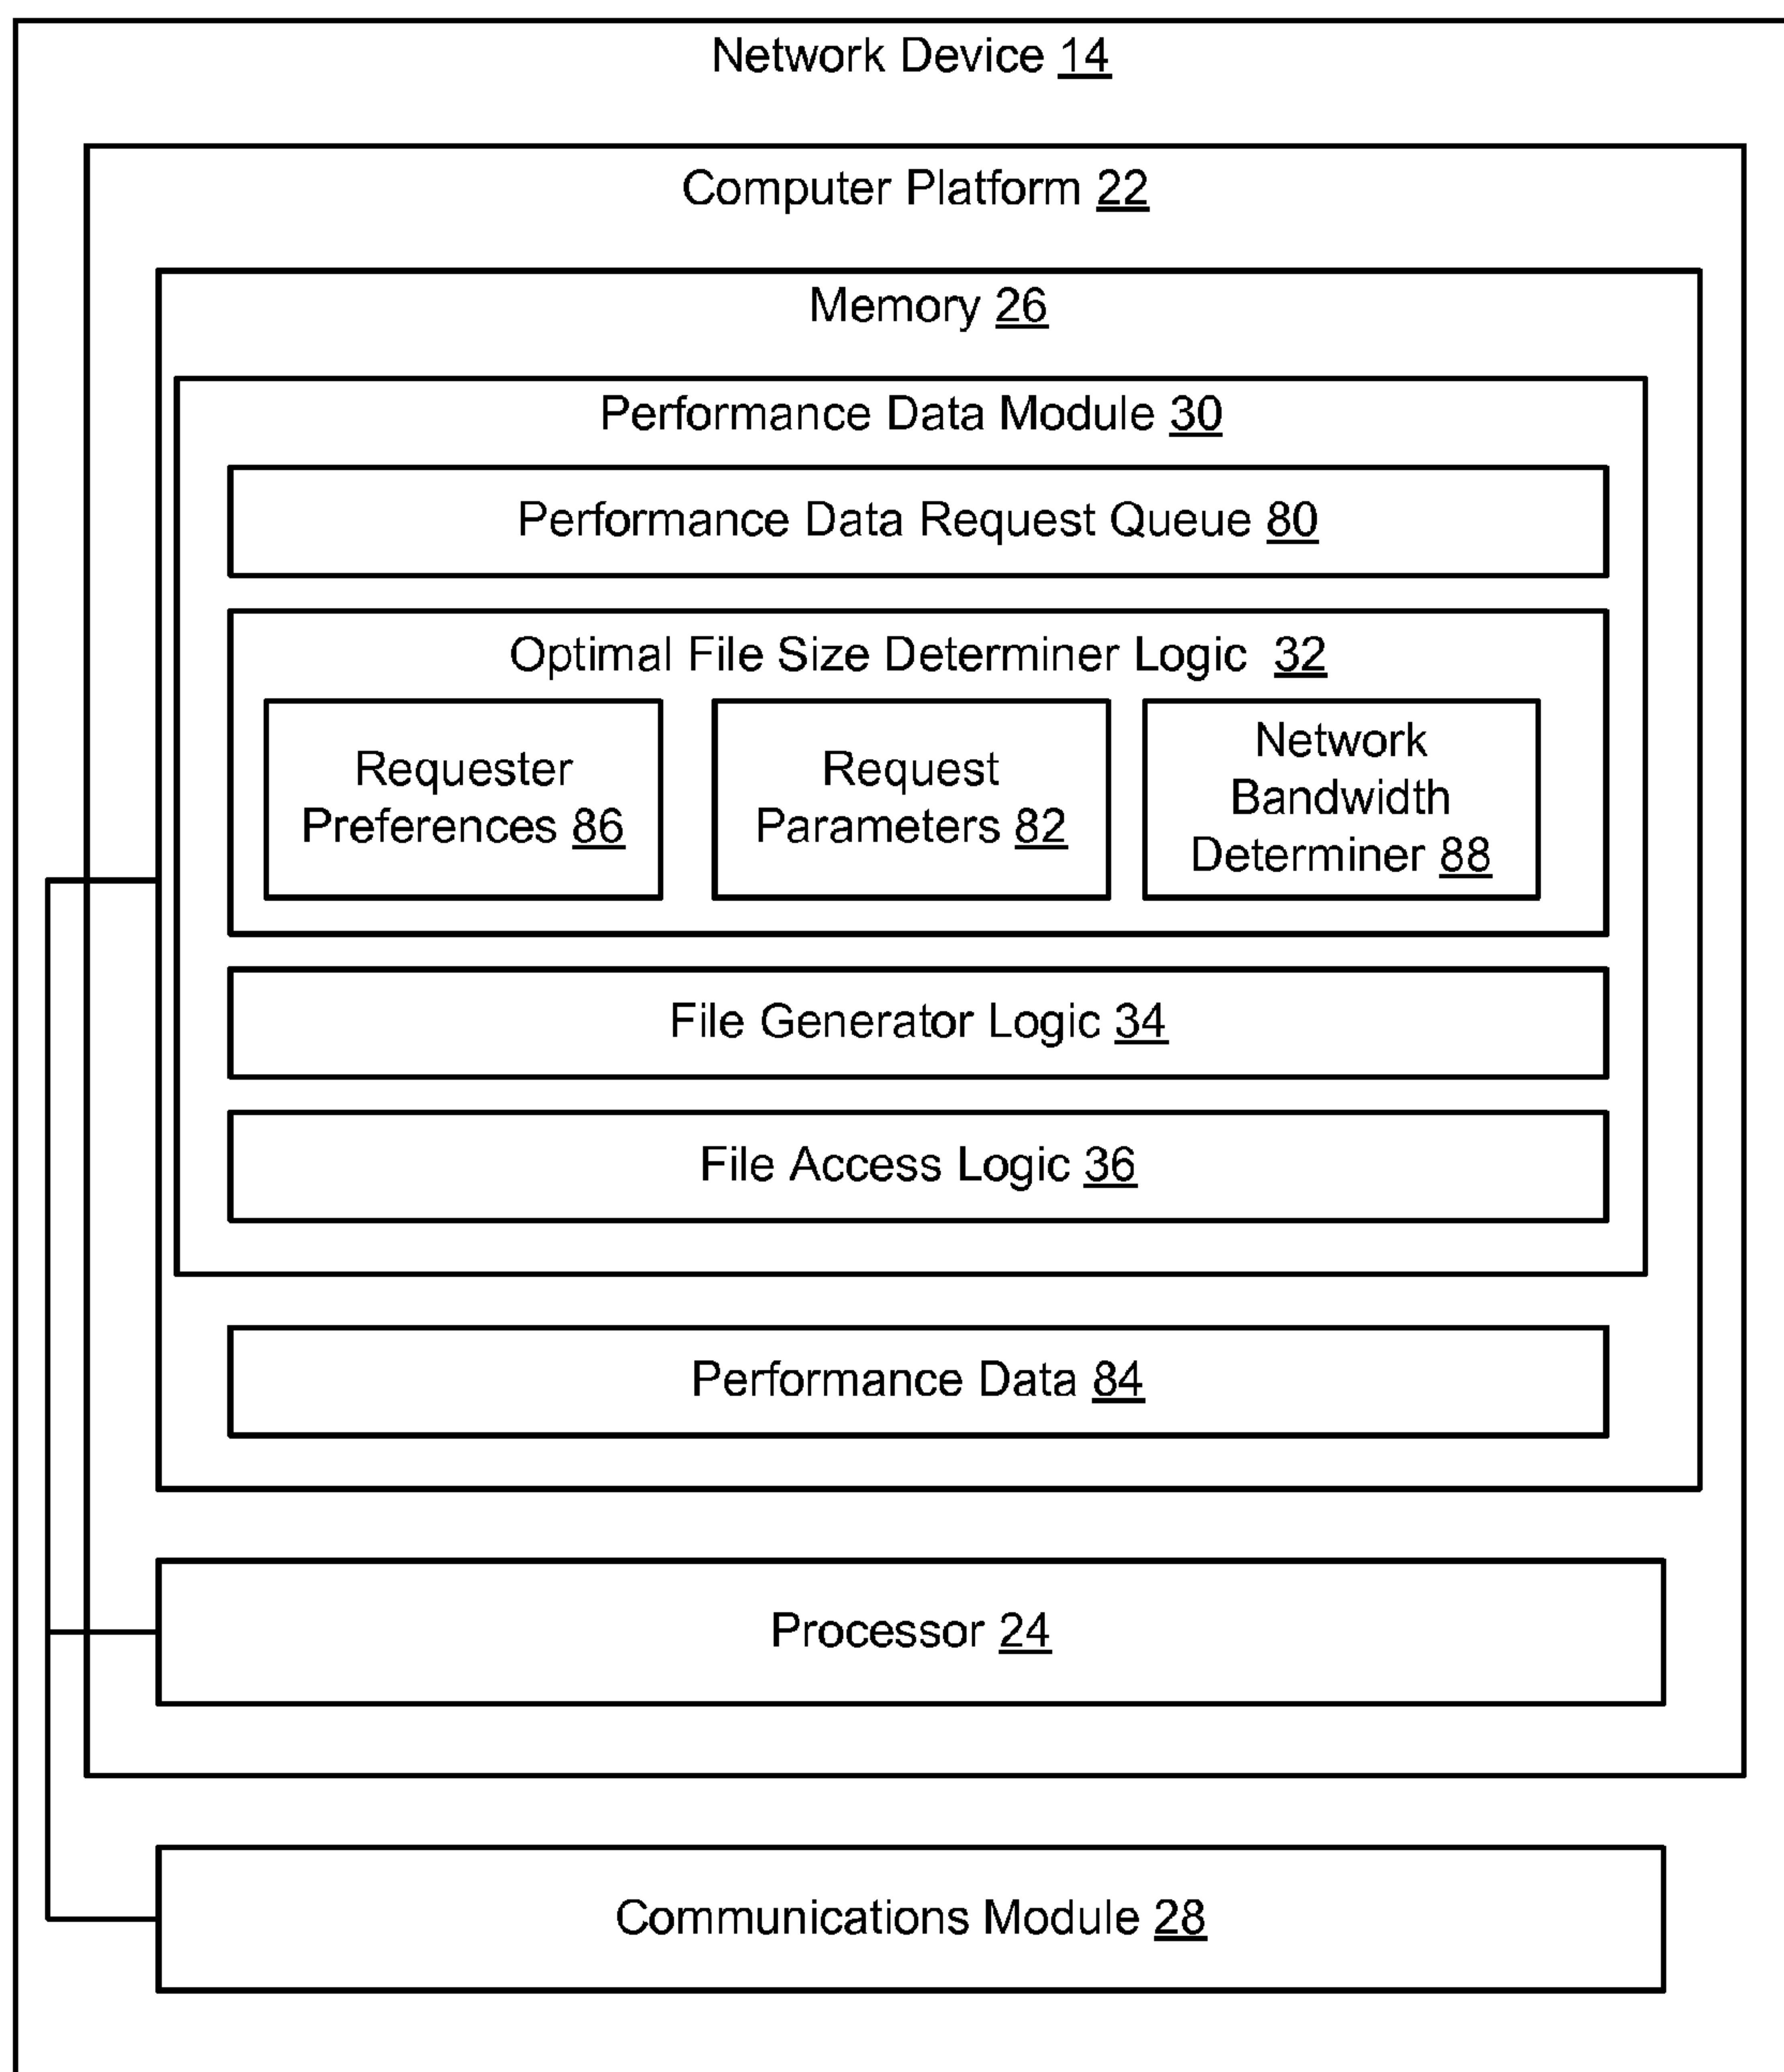 Network Device 14
Computer Platform 22
Memory 26
Performance Data Module 30
Performance Data Request Queue 80
Optimal File Size Determiner Logic 32
Requester
Preferences 86
Request
Parameters 82
Network
Bandwidth
Determiner 88
File Generator Logic 34
File Access Logic 36
Performance Data 84
Processor 24
Communications Module 28